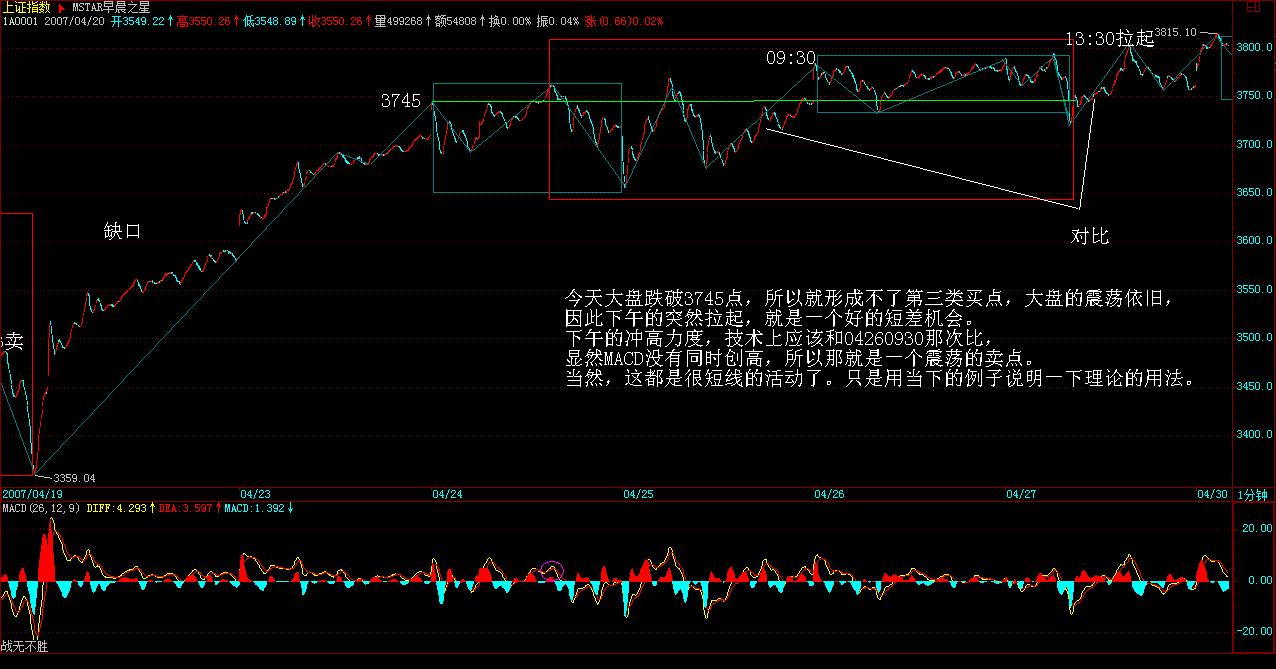 上证指数 MSTAR早晨之星
1A0001 2007/04/20 开3549.22↑高3550.28↑低3548.89↑收3550.28↑量499268↑额54808↑换0.00% 振0.04% 涨(0.88)0.02%
13:30拉起
3815.10
09:30
3745
缺口
卖
对比
今天大盘跌破3745点，所以就形成不了第三类买点，大盘的震荡依旧，
因此下午的突然拉起，就是一个好的短差机会。
下午的冲高力度，技术上应该和04260930那次比，
显然MACD没有同时创高，所以那就是一个震荡的卖点。
当然，这都是很短线的活动了。只是用当下的例子说明一下理论的用法。
3359.04
3800.0
3750.0
3700.0
3650.0
3600.0
3550.0
3500.0
3450.0
3400.0
2007/04/19 04/23 04/24 04/25 04/26 04/27 04/30 1分钟
MACD(26,12,9) DIFF:4.293↑DEA:3.597↑MACD:1.392↓
20.00
0.00
-20.00
战无不胜